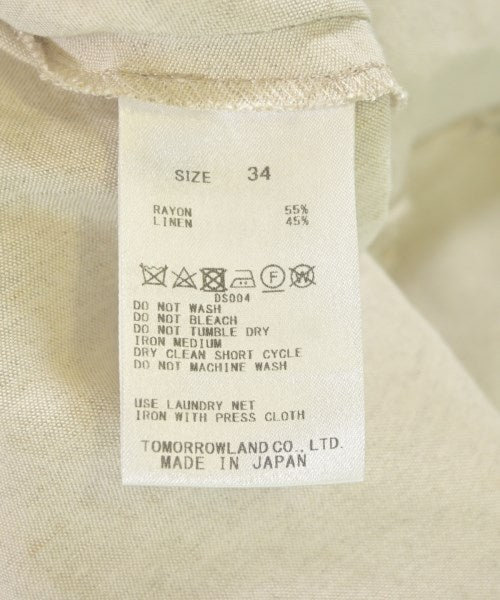 SIZE 34
RAYON 55%
LINEN 45%
F W
DS004
DO NOT WASH
DO NOT BLEACH
DO NOT TUMBLE DRY
IRON MEDIUM
DRY CLEAN SHORT CYCLE
DO NOT MACHINE WASH
USE LAUNDRY NET
IRON WITH PRESS CLOTH
TOMORROWLAND CO., LTD.
MADE IN JAPAN